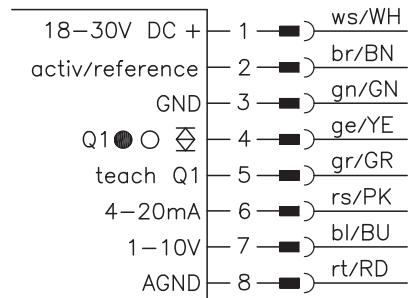 18-30V DC + 1 ws/WH
activ/reference 2 br/BN
GND 3 gn/GN
Q1 4 ge/YE
teach Q1 5 gr/GR
4-20mA 6 rs/PK
1-10V 7 bl/BU
AGND 8 rt/RD